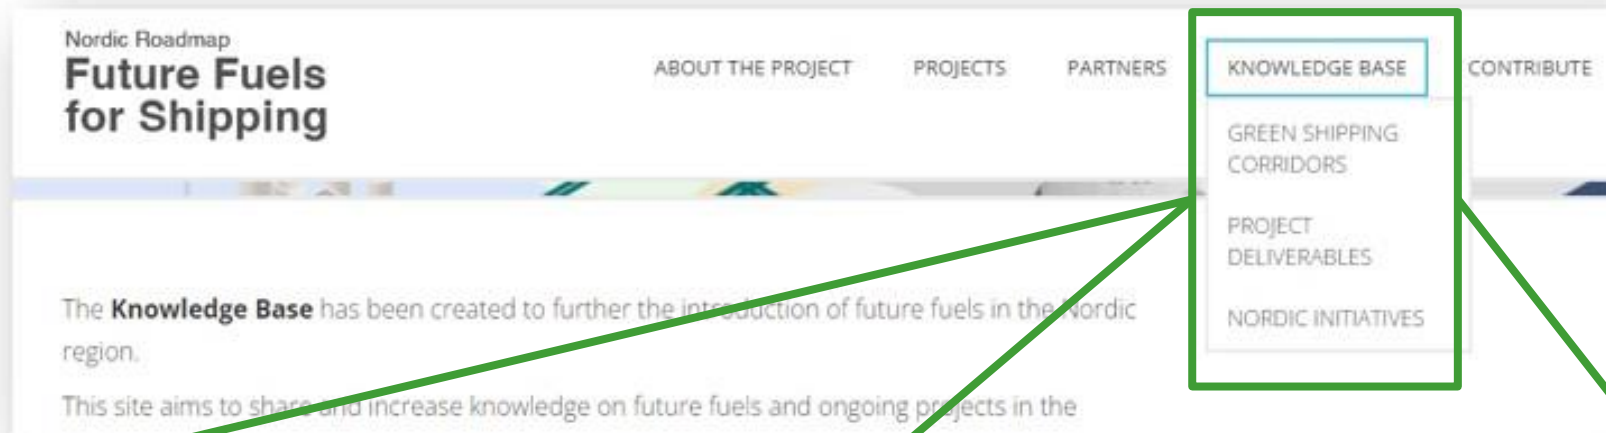 Nordic Roadmap
Future Fuels
for Shipping
ABOUT THE PROJECT PROJECTS PARTNERS KNOWLEDGE BASE CONTRIBUTE
GREEN SHIPPING
CORRIDORS
PROJECT
DELIVERABLES
NORDIC INITIATIVES
The Knowledge Base has been created to further the introduction of future fuels in the Nordic
region.
This site aims to share and increase knowledge on future fuels and ongoing projects in the